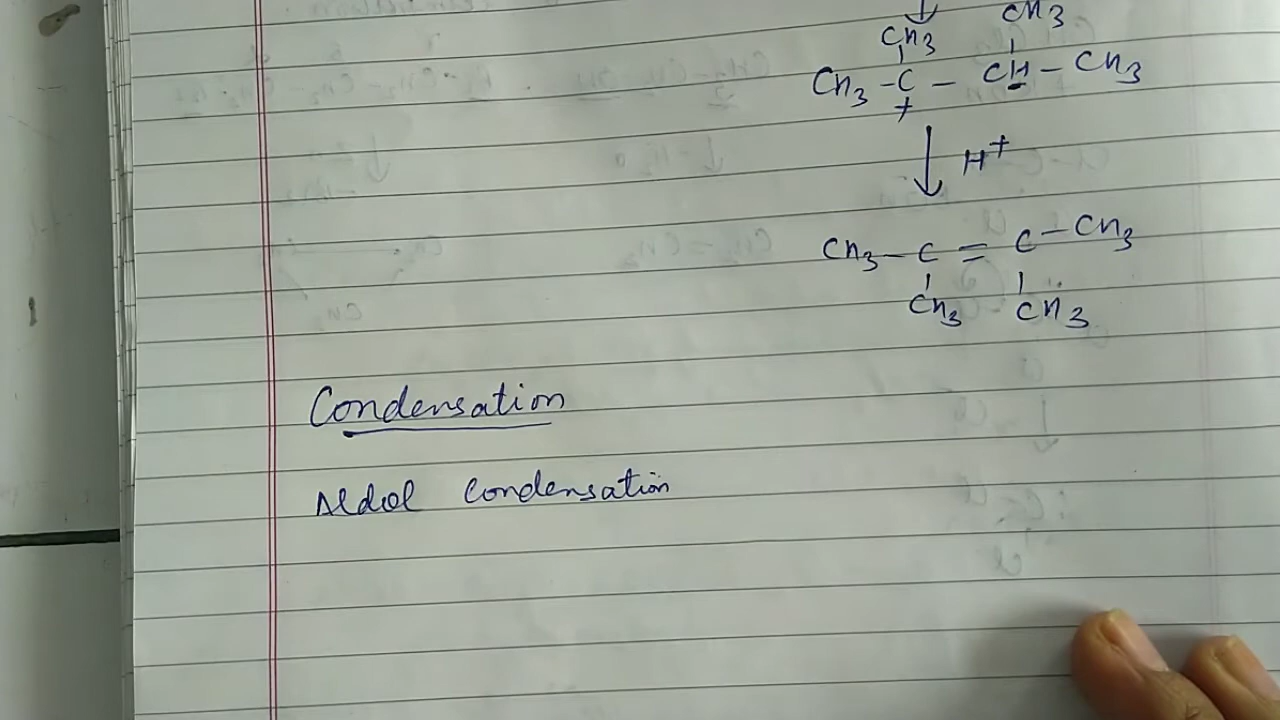 CH3
CH3
CH3 - C - CH - CH3
+
H+
CH3 - C = C - CH3
CH3 CH3
Condensation
Aldol Condensation